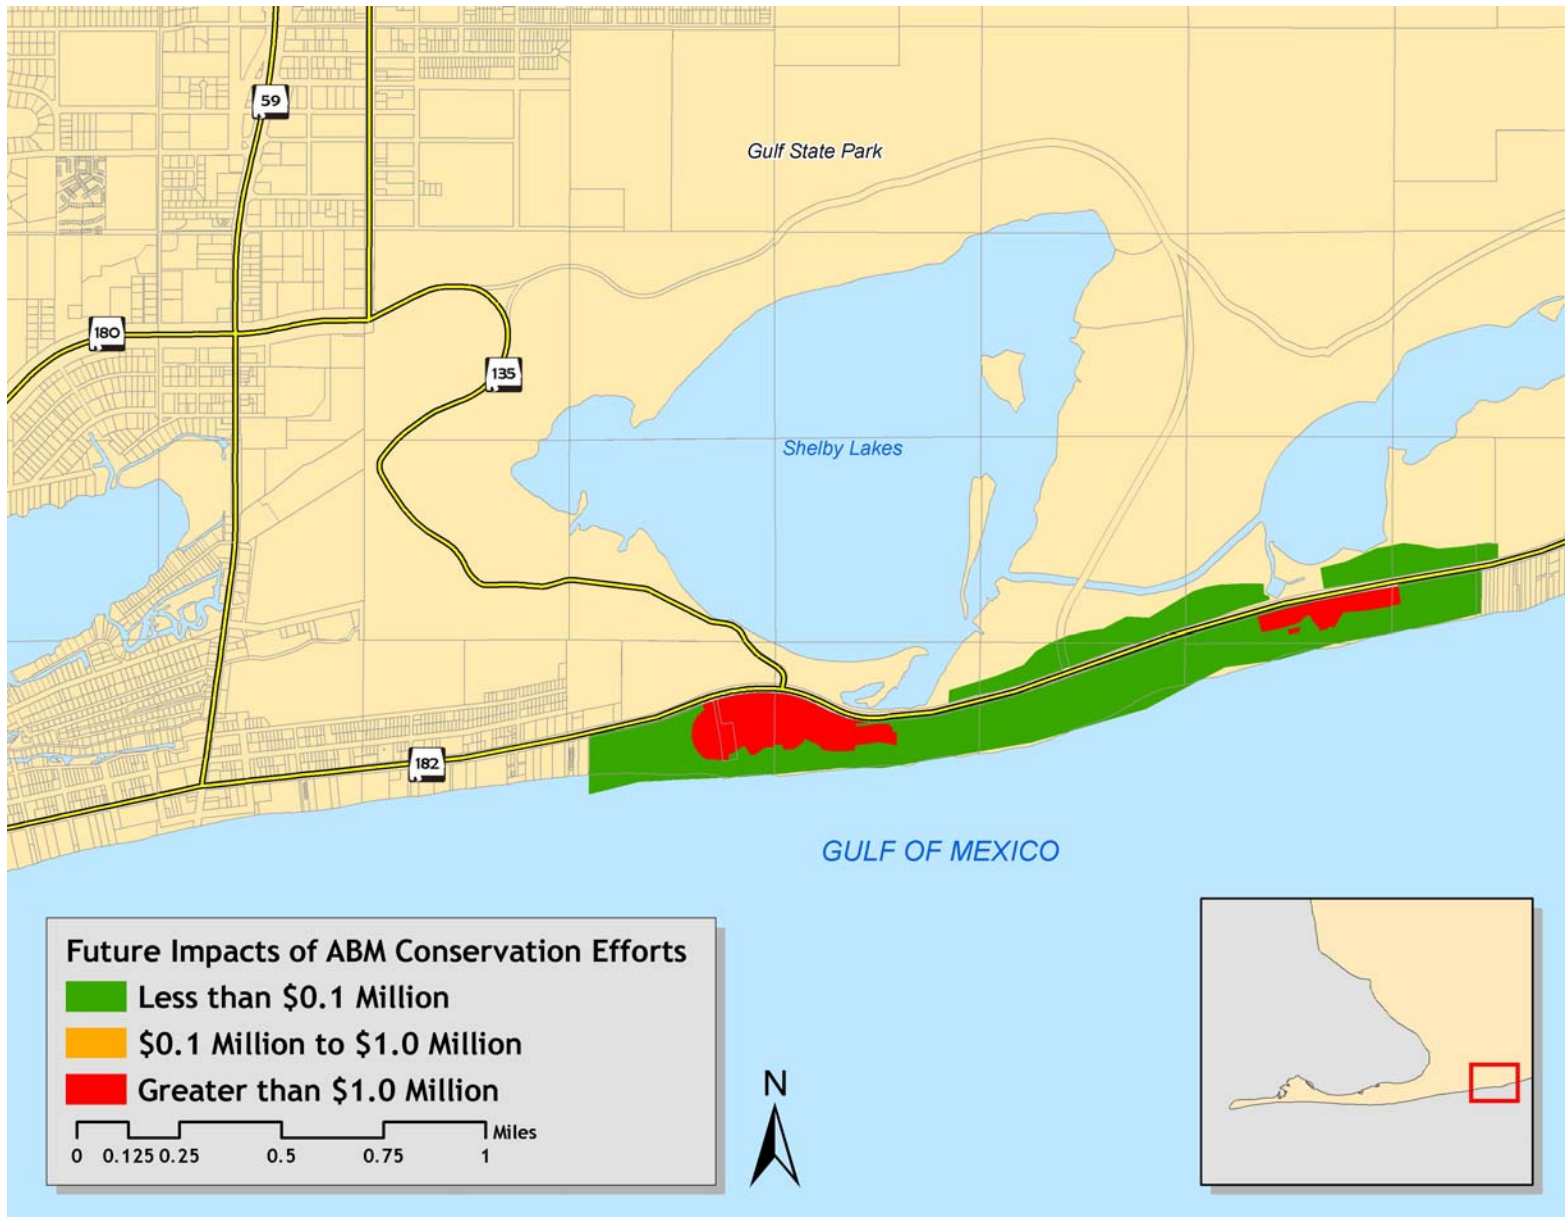 59
Gulf State Park
180
135
Shelby Lakes
182
GULF OF MEXICO
Future Impacts of ABM Conservation Efforts
Less than $0.1 Million
$0.1 Million to $1.0 Million
Greater than $1.0 Million
Miles
0 0.125 0.25 0.5 0.75 1
N